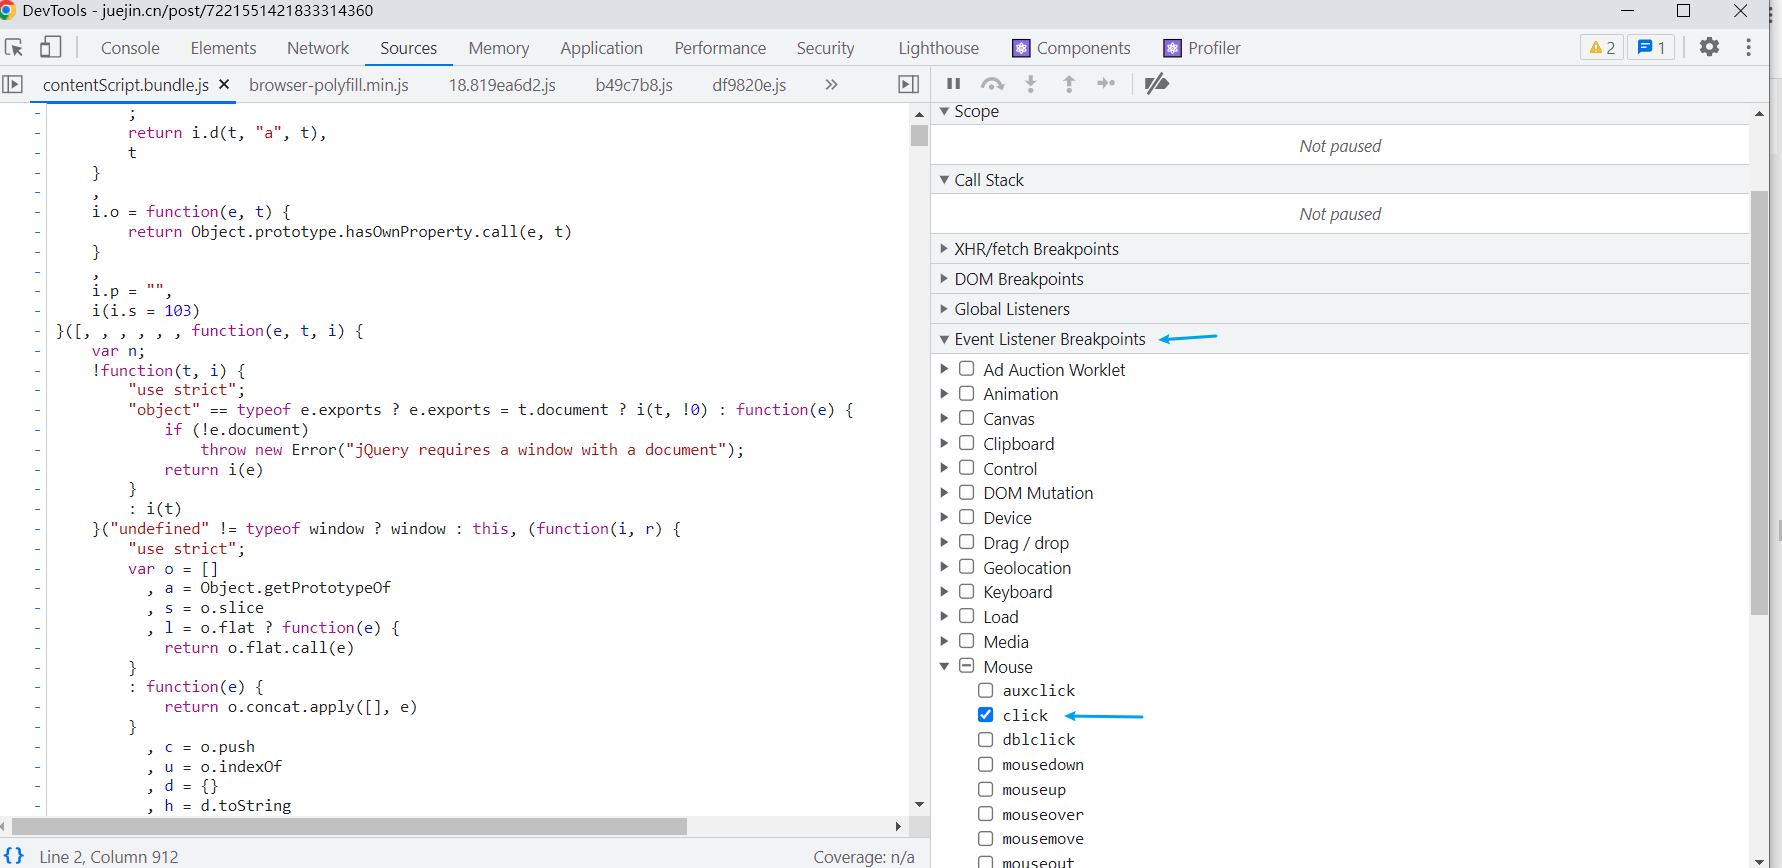 DevTools - juejin.cn/post/7221551421833314360
Console Elements Network Sources Memory Application Performance Security Lighthouse Components Profiler 2 1
contentScript.bundle.js × browser-polyfill.min.js 18.819ea6d2.js b49c7b8.js df9820e.js »
;
return i.d(t, "a", t),
t
}
,
i.o = function(e, t) {
return Object.prototype.hasOwnProperty.call(e, t)
}
,
i.p = "",
i(i.s = 103)
}([, , , , , , function(e, t, i) {
var n;
!function(t, i) {
"use strict";
"object" == typeof e.exports ? e.exports = t.document ? i(t, !0) : function(e) {
if (!e.document)
throw new Error("jQuery requires a window with a document");
return i(e)
}
: i(t)
}("undefined" != typeof window ? window : this, (function(i, r) {
"use strict";
var o = []
, a = Object.getPrototypeOf
, s = o.slice
, l = o.flat ? function(e) {
return o.flat.call(e)
}
: function(e) {
return o.concat.apply([], e)
}
, c = o.push
, u = o.indexOf
, d = {}
, h = d.toString
{} Line 2, Column 912 Coverage: n/a
Scope
Not paused
Call Stack
Not paused
XHR/fetch Breakpoints
DOM Breakpoints
Global Listeners
Event Listener Breakpoints
Ad Auction Worklet
Animation
Canvas
Clipboard
Control
DOM Mutation
Device
Drag / drop
Geolocation
Keyboard
Load
Media
Mouse
auxclick
click
dblclick
mousedown
mouseup
mouseover
mousemove
mouseout